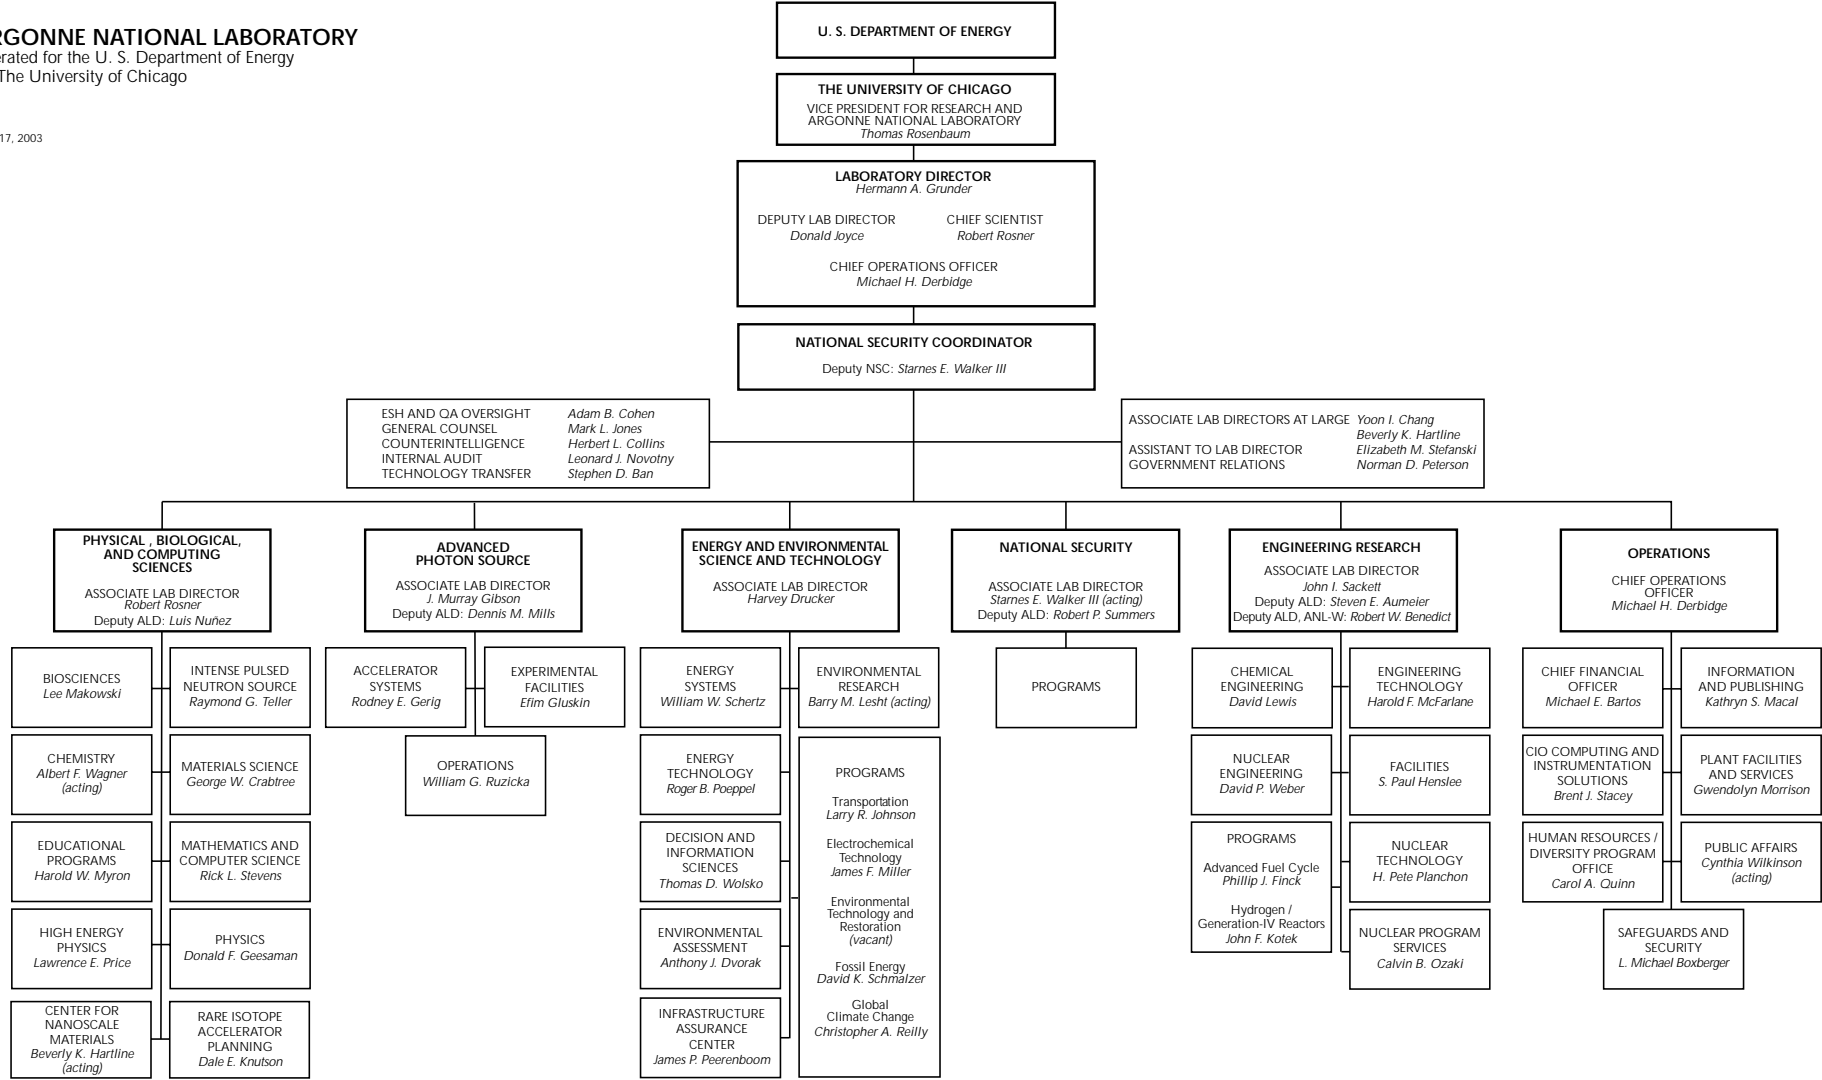 RGONNE NATIONAL LABORATORY
erated for the U. S. Department of Energy
The University of Chicago
17, 2003
U. S. DEPARTMENT OF ENERGY
THE UNIVERSITY OF CHICAGO
VICE PRESIDENT FOR RESEARCH AND
ARGONNE NATIONAL LABORATORY
Thomas Rosenbaum
LABORATORY DIRECTOR
Hermann A. Grunder
DEPUTY LAB DIRECTOR
Donald Joyce
CHIEF SCIENTIST
Robert Rosner
CHIEF OPERATIONS OFFICER
Michael H. Derbidge
NATIONAL SECURITY COORDINATOR
Deputy NSC: Starnes E. Walker III
ESH AND QA OVERSIGHT Adam B. Cohen
GENERAL COUNSEL Mark L. Jones
COUNTERINTELLIGENCE Herbert L. Collins
INTERNAL AUDIT Leonard J. Novotny
TECHNOLOGY TRANSFER Stephen D. Ban
ASSOCIATE LAB DIRECTORS AT LARGE Yoon I. Chang
Beverly K. Hartline
ASSISTANT TO LAB DIRECTOR Elizabeth M. Stefanski
GOVERNMENT RELATIONS Norman D. Peterson
PHYSICAL , BIOLOGICAL,
AND COMPUTING
SCIENCES
ASSOCIATE LAB DIRECTOR
Robert Rosner
Deputy ALD: Luis Nuñez
BIOSCIENCES
Lee Makowski
INTENSE PULSED
NEUTRON SOURCE
Raymond G. Teller
CHEMISTRY
Albert F. Wagner
(acting)
MATERIALS SCIENCE
George W. Crabtree
EDUCATIONAL
PROGRAMS
Harold W. Myron
MATHEMATICS AND
COMPUTER SCIENCE
Rick L. Stevens
HIGH ENERGY
PHYSICS
Lawrence E. Price
PHYSICS
Donald F. Geesaman
CENTER FOR
NANOSCALE
MATERIALS
Beverly K. Hartline
(acting)
RARE ISOTOPE
ACCELERATOR
PLANNING
Dale E. Knutson
ADVANCED
PHOTON SOURCE
ASSOCIATE LAB DIRECTOR
J. Murray Gibson
Deputy ALD: Dennis M. Mills
ACCELERATOR
SYSTEMS
Rodney E. Gerig
EXPERIMENTAL
FACILITIES
Efim Gluskin
OPERATIONS
William G. Ruzicka
ENERGY AND ENVIRONMENTAL
SCIENCE AND TECHNOLOGY
ASSOCIATE LAB DIRECTOR
Harvey Drucker
ENERGY
SYSTEMS
William W. Schertz
ENVIRONMENTAL
RESEARCH
Barry M. Lesht (acting)
ENERGY
TECHNOLOGY
Roger B. Poeppel
DECISION AND
INFORMATION
SCIENCES
Thomas D. Wolsko
ENVIRONMENTAL
ASSESSMENT
Anthony J. Dvorak
INFRASTRUCTURE
ASSURANCE
CENTER
James P. Peerenboom
PROGRAMS
Transportation
Larry R. Johnson
Electrochemical
Technology
James F. Miller
Environmental
Technology and
Restoration
(vacant)
Fossil Energy
David K. Schmalzer
Global
Climate Change
Christopher A. Reilly
NATIONAL SECURITY
ASSOCIATE LAB DIRECTOR
Starnes E. Walker III (acting)
Deputy ALD: Robert P. Summers
PROGRAMS
ENGINEERING RESEARCH
ASSOCIATE LAB DIRECTOR
John I. Sackett
Deputy ALD: Steven E. Aumeier
Deputy ALD, ANL-W: Robert W. Benedict
CHEMICAL
ENGINEERING
David Lewis
ENGINEERING
TECHNOLOGY
Harold F. McFarlane
NUCLEAR
ENGINEERING
David P. Weber
FACILITIES
S. Paul Henslee
PROGRAMS
Advanced Fuel Cycle
Phillip J. Finck
Hydrogen /
Generation-IV Reactors
John F. Kotek
NUCLEAR
TECHNOLOGY
H. Pete Planchon
NUCLEAR PROGRAM
SERVICES
Calvin B. Ozaki
OPERATIONS
CHIEF OPERATIONS
OFFICER
Michael H. Derbidge
CHIEF FINANCIAL
OFFICER
Michael E. Bartos
INFORMATION
AND PUBLISHING
Kathryn S. Macal
CIO COMPUTING AND
INSTRUMENTATION
SOLUTIONS
Brent J. Stacey
PLANT FACILITIES
AND SERVICES
Gwendolyn Morrison
HUMAN RESOURCES /
DIVERSITY PROGRAM
OFFICE
Carol A. Quinn
PUBLIC AFFAIRS
Cynthia Wilkinson
(acting)
SAFEGUARDS AND
SECURITY
L. Michael Boxberger